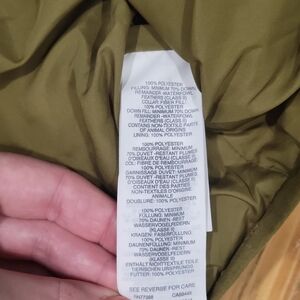 100% POLYESTER
FILLING: MINIMUM 70% DOWN
REMAINDER-WATERFOWL
FEATHERS (CLASS II)
COLLAR: FIBER FILL:
100% POLYESTER
DOWN FILL: MINIMUM 70% DOWN
REMAINDER-WATERFOWL
FEATHERS (CLASS II)
CONTAINS NON-TEXTILE PARTS
OF ANIMAL ORIGINS
LINING: 100% POLYESTER
100% POLYESTER
REMBOURRAGE: MINIMUM
70% DUVET-RESTANT PLUMES
D'OISEAUX D'EAU (CLASSE II)
COL: FIBRE DE REMBOURRAGE:
100% POLYESTER
GARNISSAGE DUVET: MINIMUM
70% DUVET-RESTANT PLUMES
D'OISEAUX D'EAU (CLASSE II)
CONTIENT DES PARTIES
NON-TEXTILES D'ORIGINE
ANIMALE
DOUBLURE: 100% POLYESTER
100% POLYESTER
FÜLLUNG: MINIMUM
70% DAUNEN-REST
WASSERVOGELFEDERN
(KLASSE II)
KRAGEN: FASERFÜLLUNG:
100% POLYESTER
DAUNENFÜLLUNG: MINIMUM
70% DAUNEN-REST
WASSERVOGELFEDERN
(KLASSE II)
ENTHÄLT NICHTTEXTILE TEILE
TIERISCHEN URSPRUNGS
FUTTER: 100% POLYESTER
SEE REVERSE FOR CARE